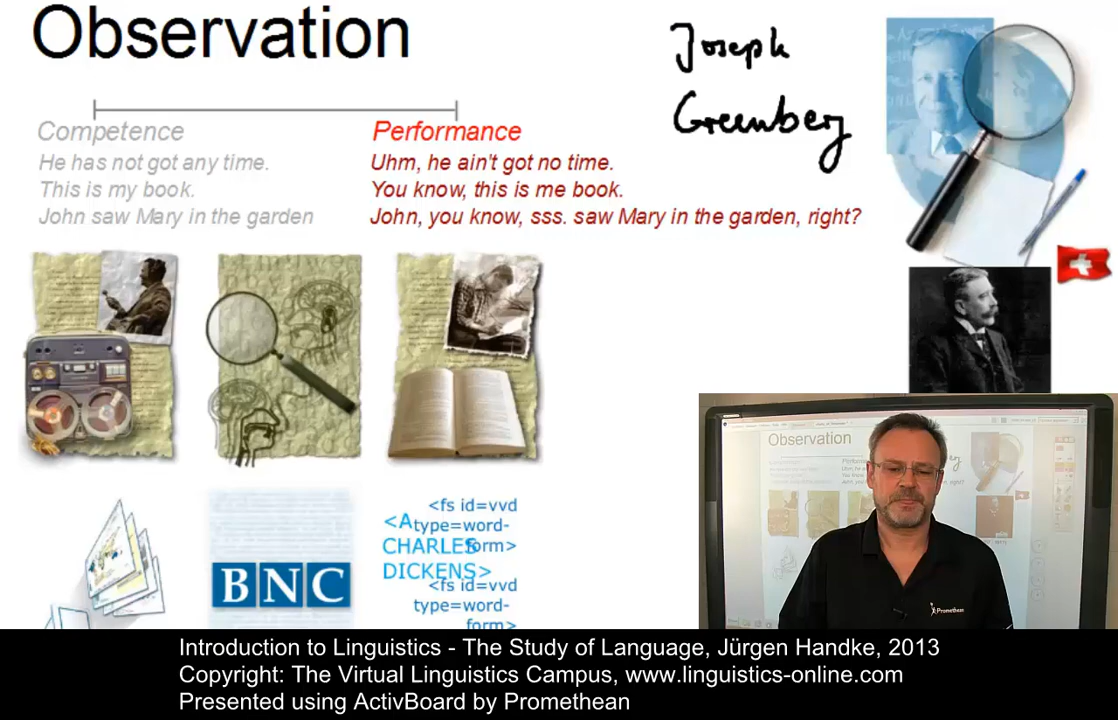 Observation
Joseph
Greenberg
Competence
He has not got any time.
This is my book.
John saw Mary in the garden
Performance
Uhm, he ain't got no time.
You know, this is me book.
John, you know, sss. saw Mary in the garden, right?
BNC
<A
CHARLES
DICKENS>
<fs id=vvd
type=word-
form>
<fs id=vvd
type=word-
form>
Observation
Promethean
Introduction to Linguistics - The Study of Language, Jürgen Handke, 2013
Copyright: The Virtual Linguistics Campus, www.linguistics-online.com
Presented using ActivBoard by Promethean